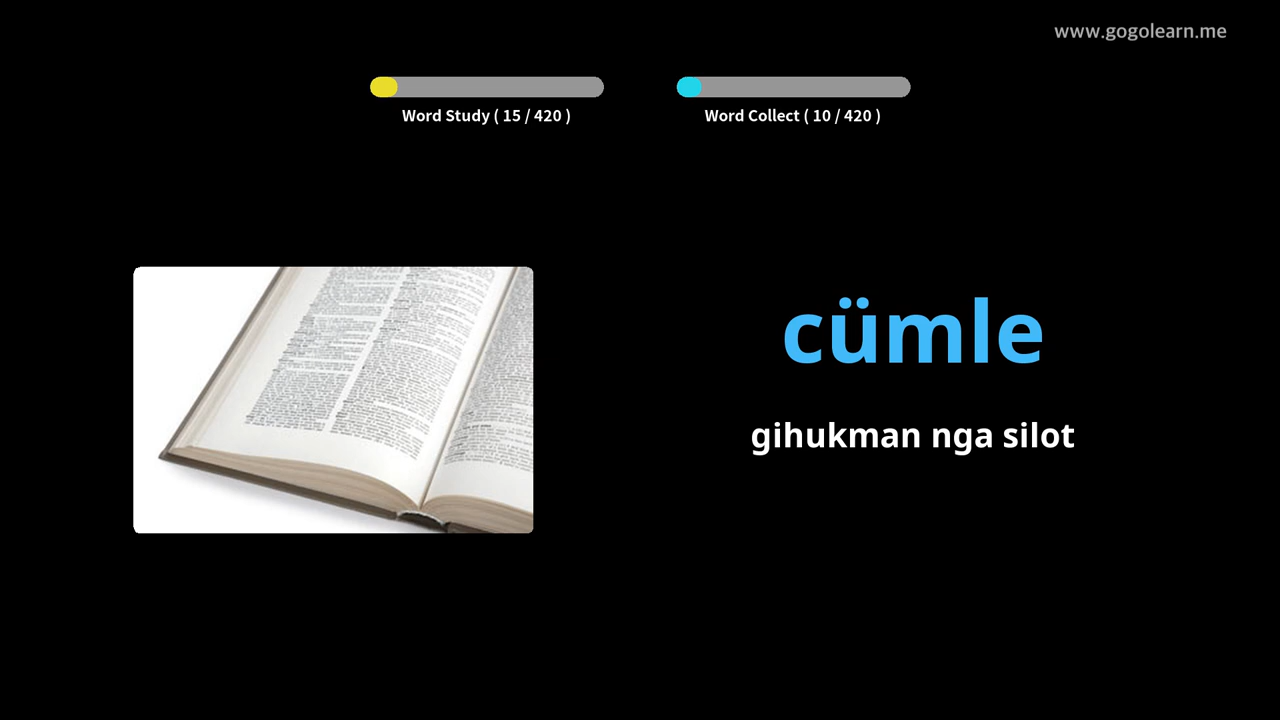 www.gogolearn.me
Word Study ( 15 / 420 )
Word Collect ( 10 / 420 )
cümle
gihukman nga silot